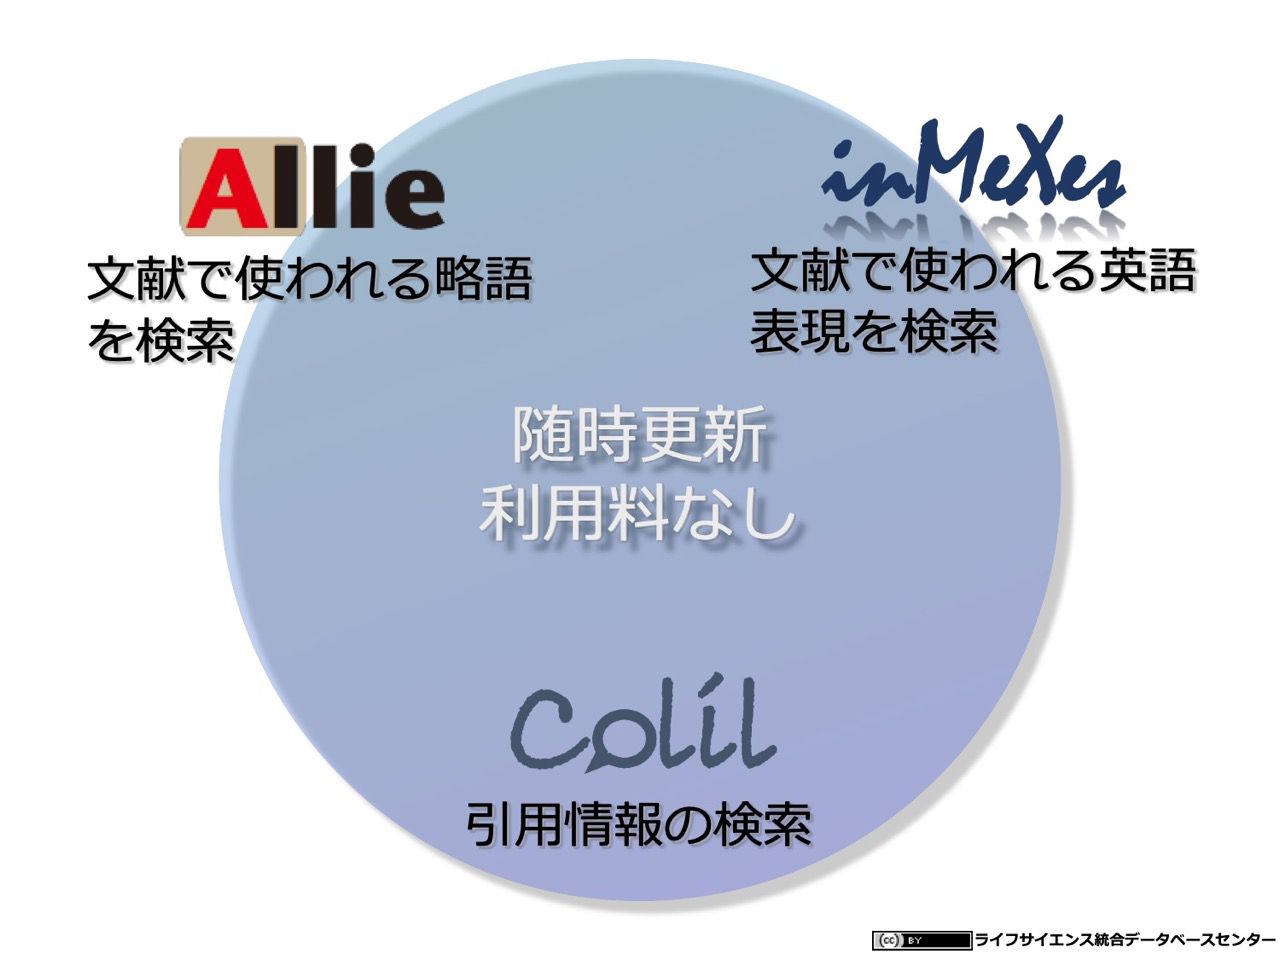 Allie
文献で使われる略語
を検索
inMeXes
文献で使われる英語
表現を検索
随時更新
利用料なし
Colil
引用情報の検索
cc BY ライフサイエンス統合データベースセンター